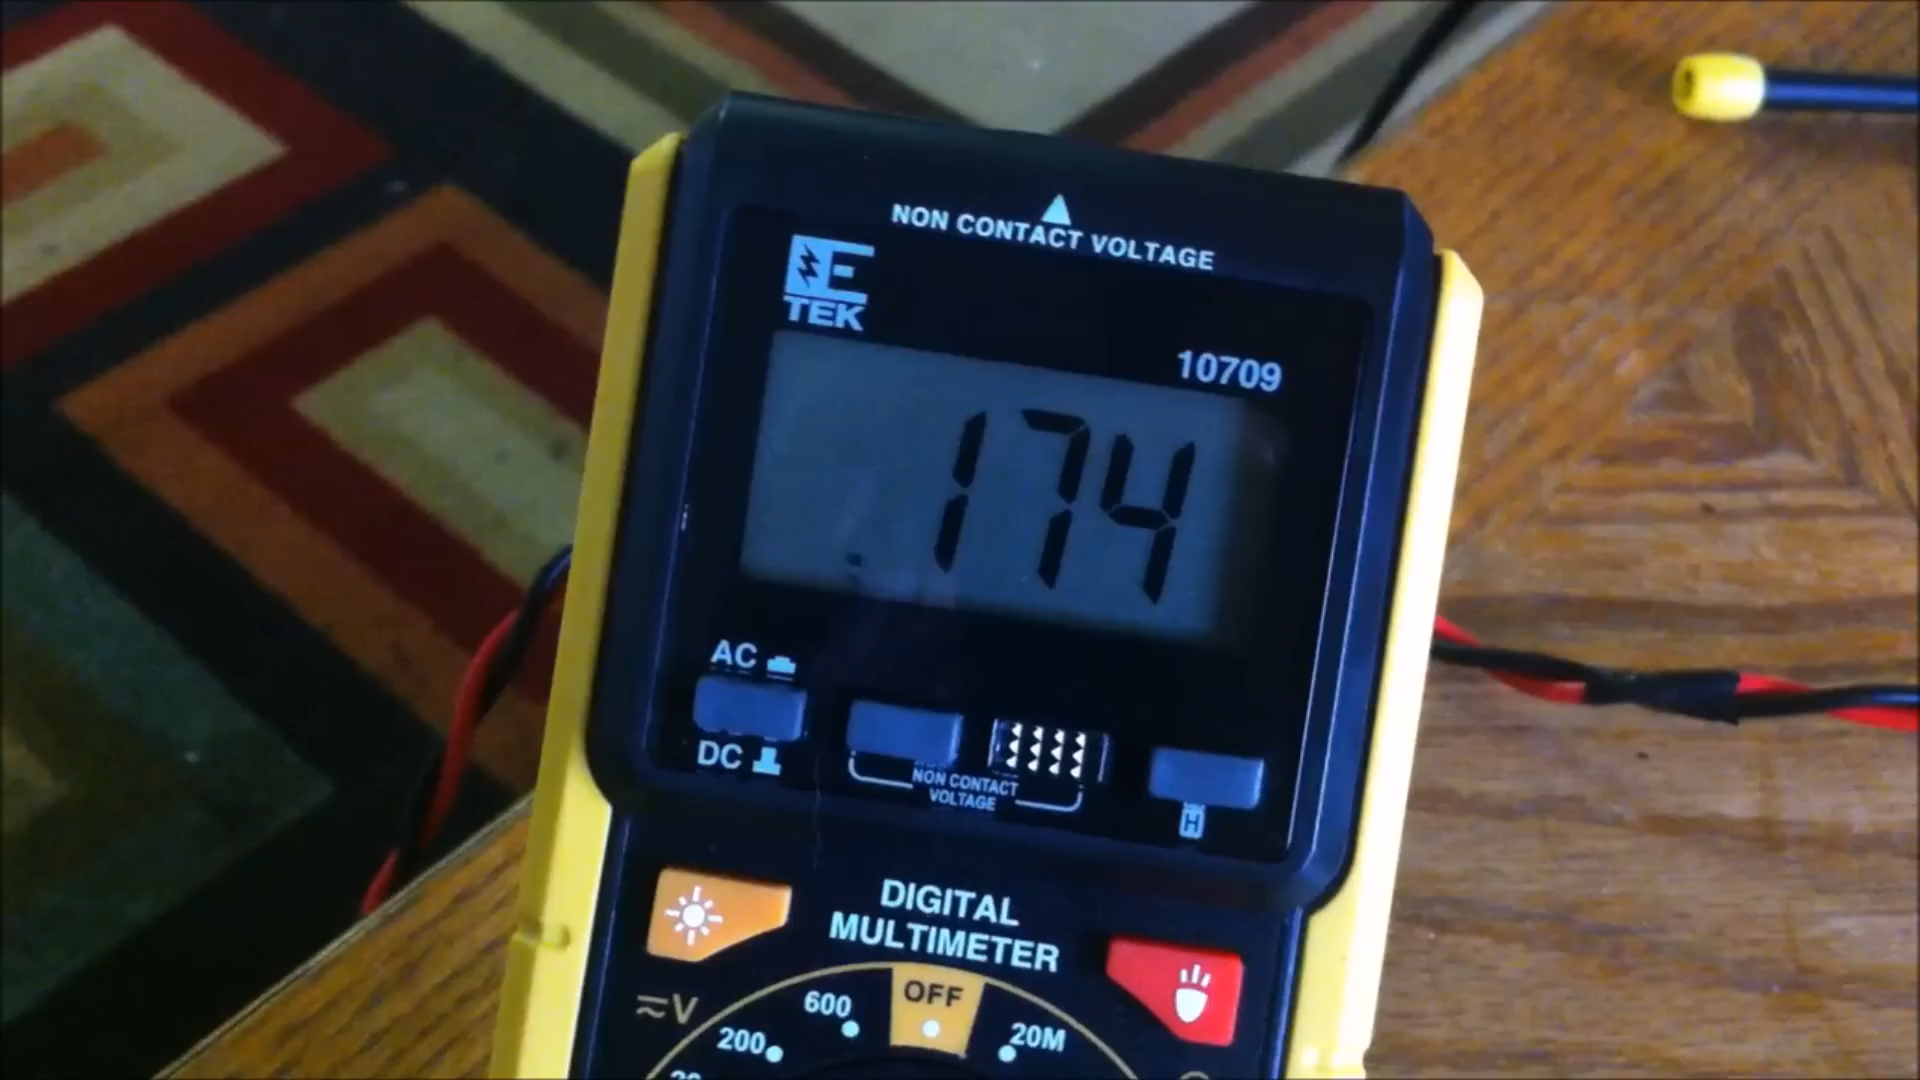 NON CONTACT VOLTAGE
E
TEK
10709
.174
AC
DC
NON CONTACT
VOLTAGE
H
DIGITAL
MULTIMETER
OFF
600
20M
≂V
200